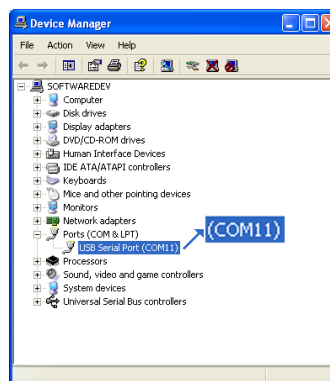 Device Manager
File Action View Help
SOFTWAREDEV
Computer
Disk drives
Display adapters
DVD/CD-ROM drives
Human Interface Devices
IDE ATA/ATAPI controllers
Keyboards
Mice and other pointing devices
Monitors
Network adapters
Ports (COM & LPT)
USB Serial Port (COM11)
(COM11)
Processors
Sound, video and game controllers
System devices
Universal Serial Bus controllers